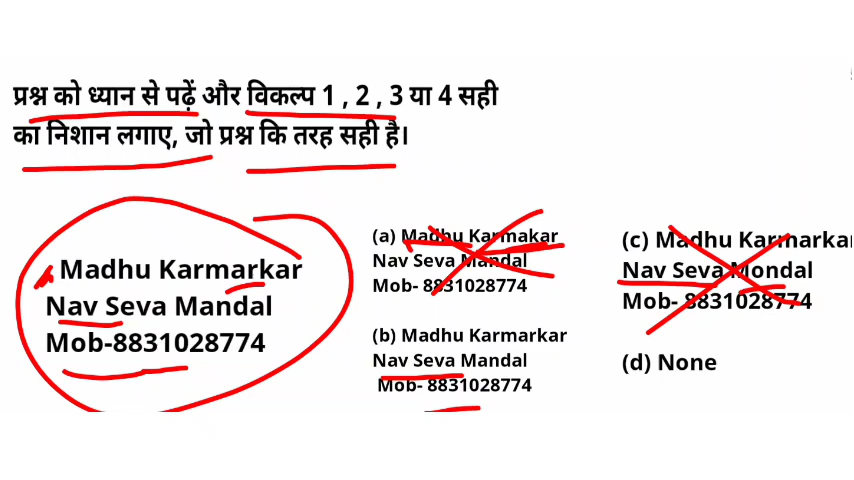 प्रश्न को ध्यान से पढ़ें और विकल्प 1 , 2 , 3 या 4 सही
का निशान लगाए, जो प्रश्न कि तरह सही है।
Madhu Karmarkar
Nav Seva Mandal
Mob-8831028774
(a) Madhu Karmakar
Nav Seva Mandal
Mob- 8831028774
(b) Madhu Karmarkar
Nav Seva Mandal
Mob- 8831028774
(c) Madhu Karmarkar
Nav Seva Mondal
Mob- 8831028774
(d) None